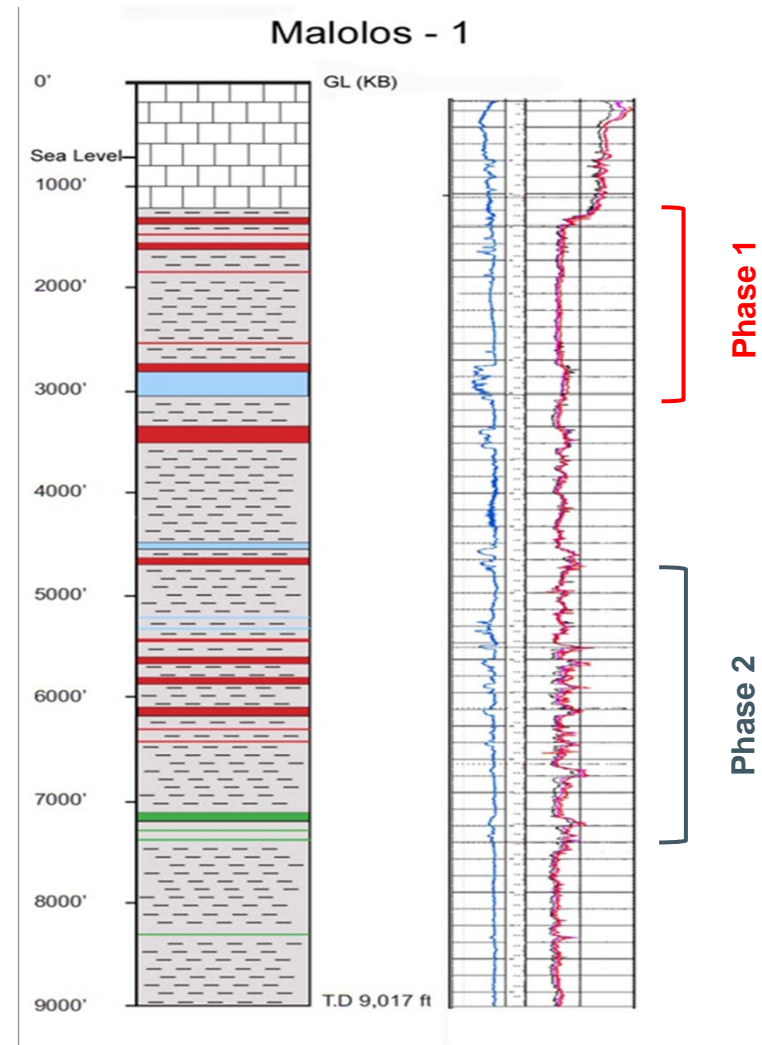 Malolos - 1
0’
GL (KB)
Sea Level
1000’
2000’
3000’
4000’
5000’
6000’
7000’
8000’
9000’
T.D 9,017 ft
Phase 1
Phase 2